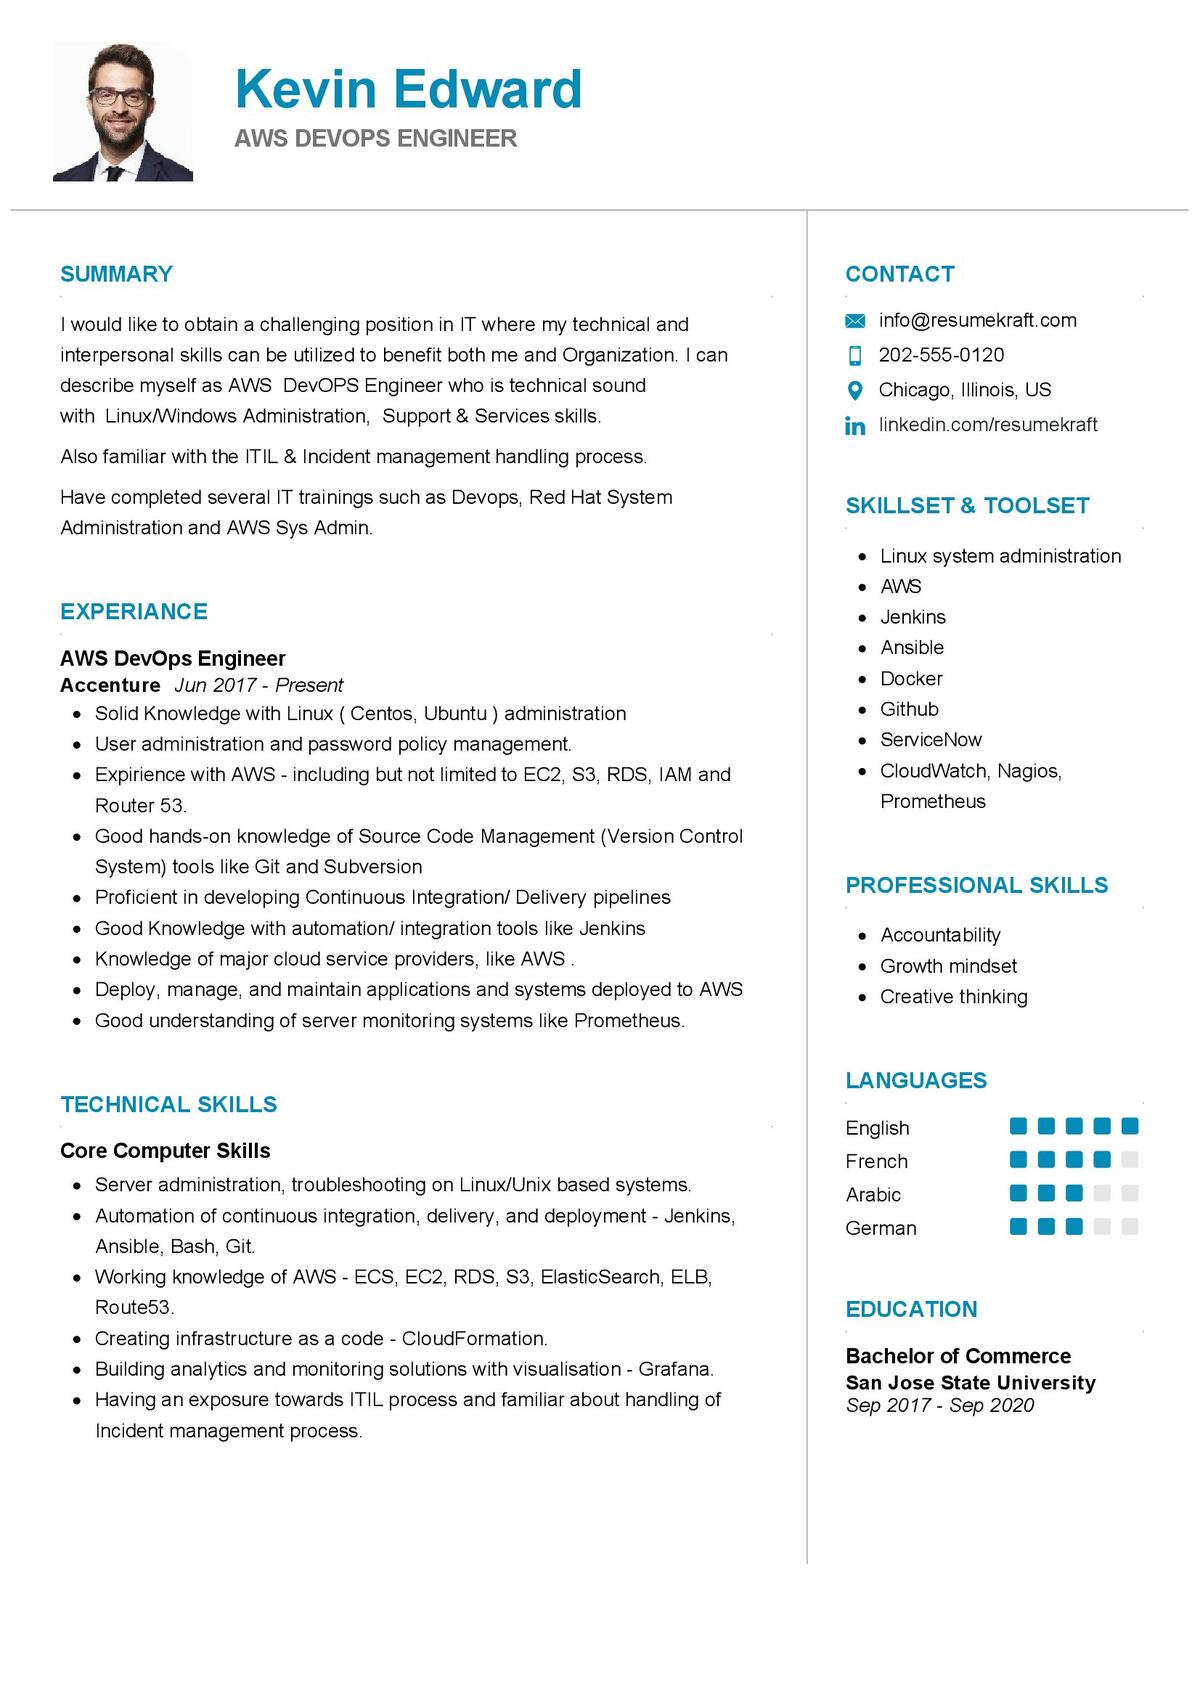 Kevin Edward
AWS DEVOPS ENGINEER
SUMMARY
I would like to obtain a challenging position in IT where my technical and
interpersonal skills can be utilized to benefit both me and Organization. I can
describe myself as AWS  DevOPS Engineer who is technical sound
with  Linux/Windows Administration,  Support & Services skills.
Also familiar with the ITIL & Incident management handling process.
Have completed several IT trainings such as Devops, Red Hat System
Administration and AWS Sys Admin.
EXPERIANCE
AWS DevOps Engineer
Accenture Jun 2017 - Present
• Solid Knowledge with Linux ( Centos, Ubuntu ) administration
• User administration and password policy management.
• Expirience with AWS - including but not limited to EC2, S3, RDS, IAM and
Router 53.
• Good hands-on knowledge of Source Code Management (Version Control
System) tools like Git and Subversion
• Proficient in developing Continuous Integration/ Delivery pipelines
• Good Knowledge with automation/ integration tools like Jenkins
• Knowledge of major cloud service providers, like AWS .
• Deploy, manage, and maintain applications and systems deployed to AWS
• Good understanding of server monitoring systems like Prometheus.
TECHNICAL SKILLS
Core Computer Skills
• Server administration, troubleshooting on Linux/Unix based systems.
• Automation of continuous integration, delivery, and deployment - Jenkins,
Ansible, Bash, Git.
• Working knowledge of AWS - ECS, EC2, RDS, S3, ElasticSearch, ELB,
Route53.
• Creating infrastructure as a code - CloudFormation.
• Building analytics and monitoring solutions with visualisation - Grafana.
• Having an exposure towards ITIL process and familiar about handling of
Incident management process.
CONTACT
info@resumekraft.com
202-555-0120
Chicago, Illinois, US
linkedin.com/resumekraft
SKILLSET & TOOLSET
• Linux system administration
• AWS
• Jenkins
• Ansible
• Docker
• Github
• ServiceNow
• CloudWatch, Nagios,
Prometheus
PROFESSIONAL SKILLS
• Accountability
• Growth mindset
• Creative thinking
LANGUAGES
English
French
Arabic
German
EDUCATION
Bachelor of Commerce
San Jose State University
Sep 2017 - Sep 2020